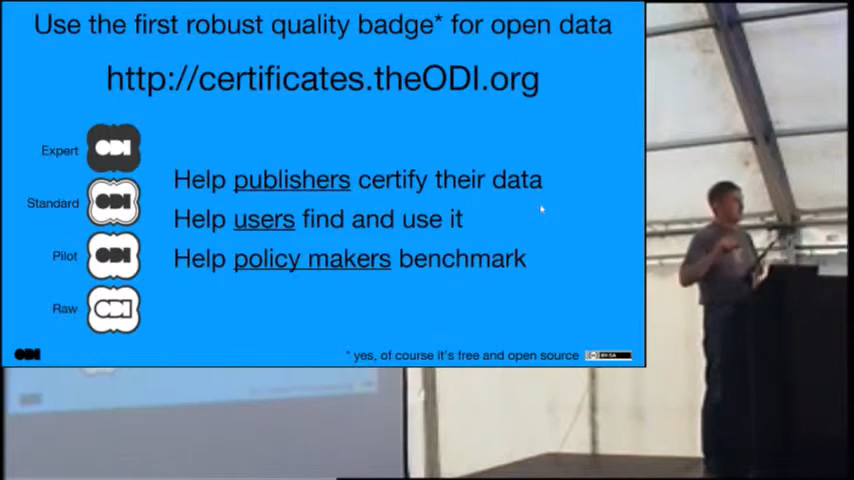 Use the first robust quality badge* for open data
http://certificates.theODI.org
Expert ODI
Standard ODI
Pilot ODI
Raw ODI
Help publishers certify their data
Help users find and use it
Help policy makers benchmark
ODI
* yes, of course it's free and open source
BY-SA